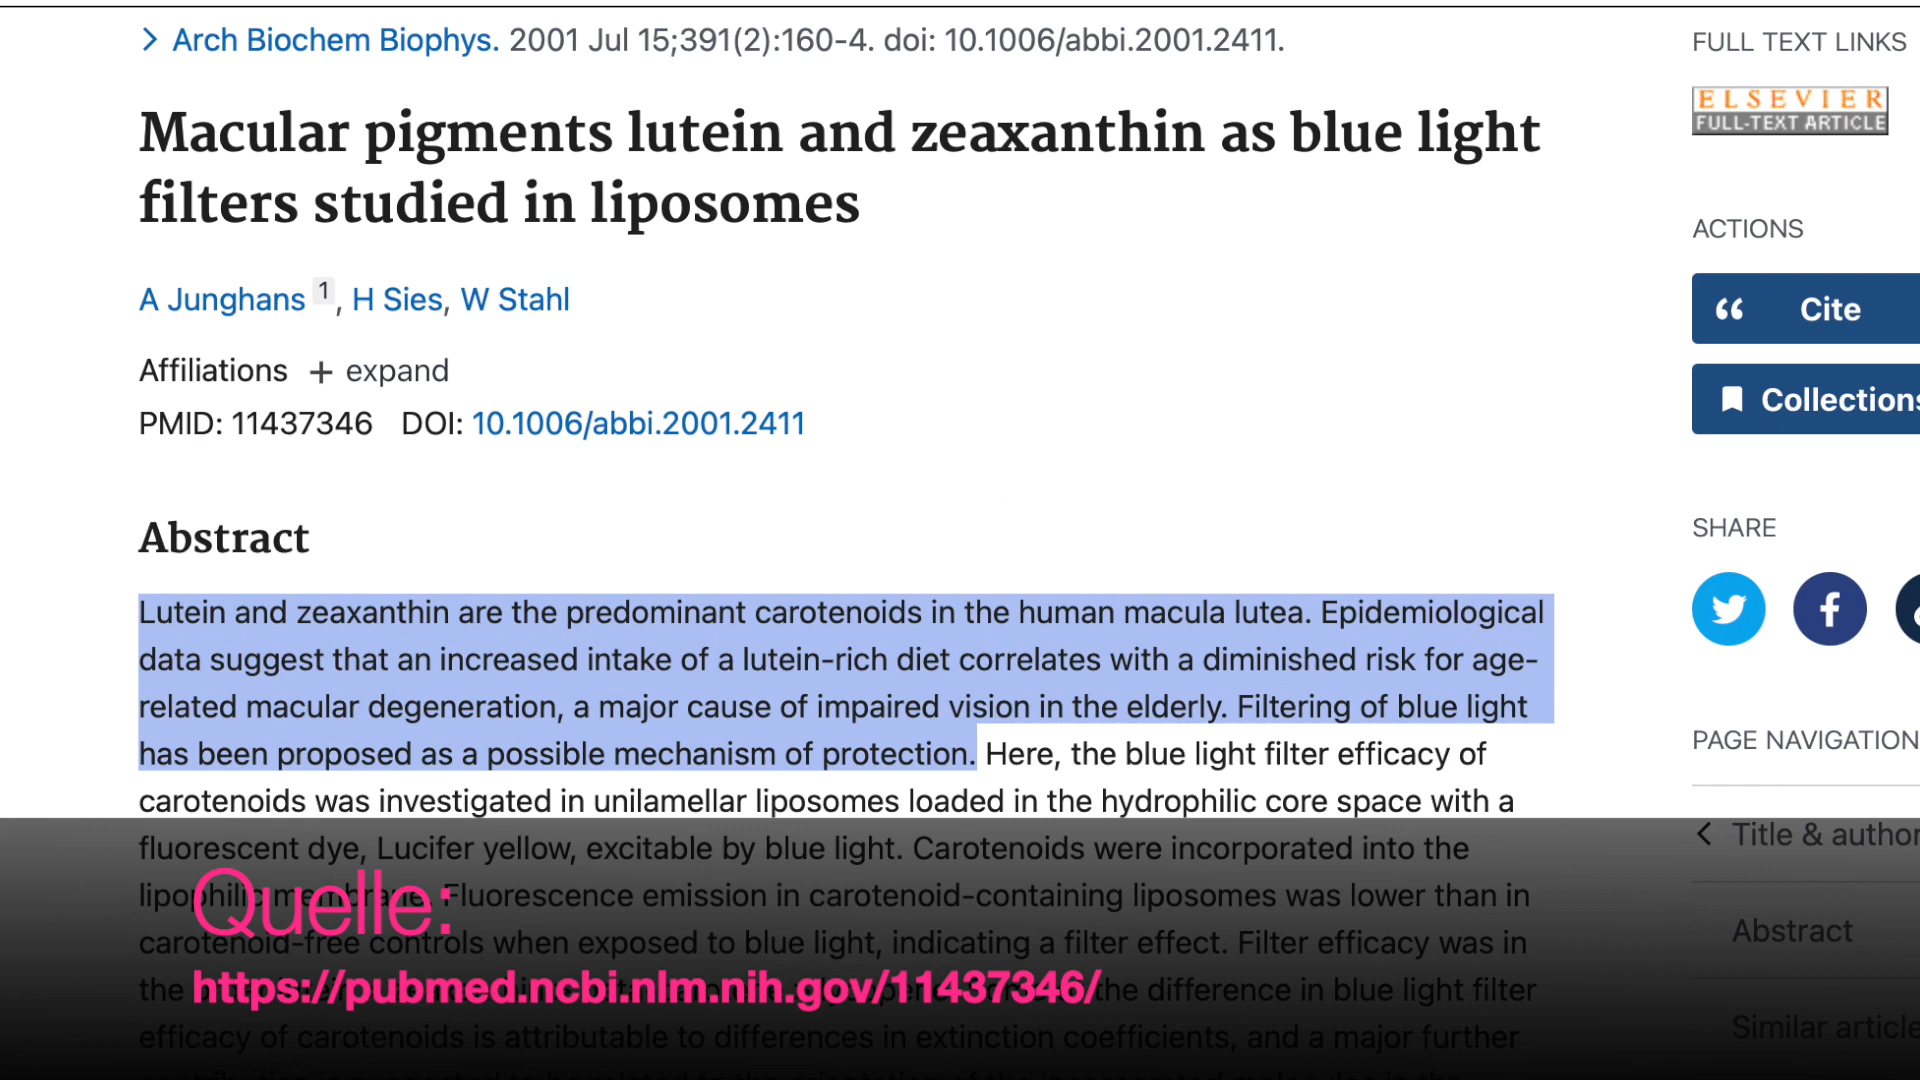 Arch Biochem Biophys. 2001 Jul 15;391(2):160-4. doi: 10.1006/abbi.2001.2411.
Macular pigments lutein and zeaxanthin as blue light
filters studied in liposomes
A Junghans 1, H Sies, W Stahl
Affiliations + expand
PMID: 11437346 DOI: 10.1006/abbi.2001.2411
Abstract
Lutein and zeaxanthin are the predominant carotenoids in the human macula lutea. Epidemiological
data suggest that an increased intake of a lutein-rich diet correlates with a diminished risk for age-
related macular degeneration, a major cause of impaired vision in the elderly. Filtering of blue light
has been proposed as a possible mechanism of protection. Here, the blue light filter efficacy of
carotenoids was investigated in unilamellar liposomes loaded in the hydrophilic core space with a
fluorescent dye, Lucifer yellow, excitable by blue light. Carotenoids were incorporated into the
lipophilic membrane. Fluorescence emission in carotenoid-containing liposomes was lower than in
carotenoid-free controls when exposed to blue light, indicating a filter effect. Filter efficacy was in
the
the difference in blue light filter
efficacy of carotenoids is attributable to differences in extinction coefficients, and a major further
Quelle:
https://pubmed.ncbi.nlm.nih.gov/11437346/
FULL TEXT LINKS
ELSEVIER
FULL-TEXT ARTICLE
ACTIONS
Cite
Collections
SHARE
PAGE NAVIGATION
Title & author
Abstract
Similar article